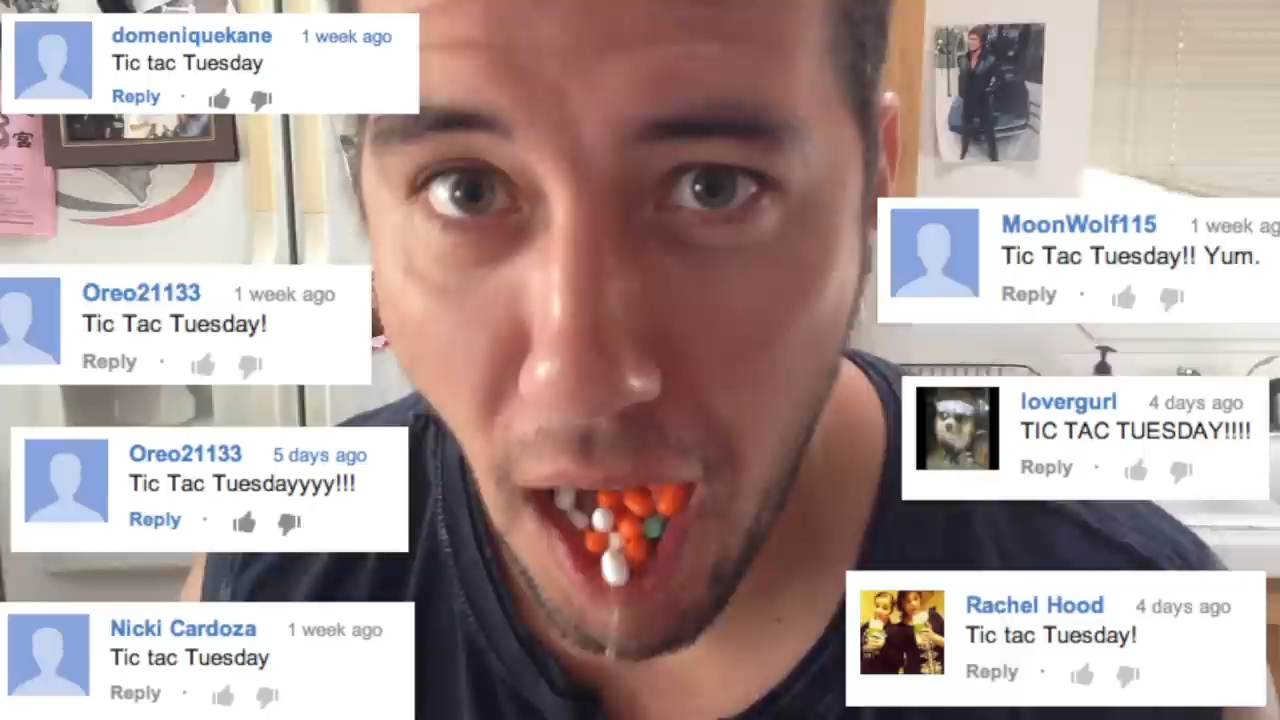 domeniquekane 1 week ago
Tic tac Tuesday
Reply
宮
Oreo21133 1 week ago
Tic Tac Tuesday!
Reply
Oreo21133 5 days ago
Tic Tac Tuesdayyyy!!!
Reply
Nicki Cardoza 1 week ago
Tic tac Tuesday
Reply
MoonWolf115 1 week ag
Tic Tac Tuesday!! Yum.
Reply
lovergurl 4 days ago
TIC TAC TUESDAY!!!!
Reply
Rachel Hood 4 days ago
Tic tac Tuesday!
Reply